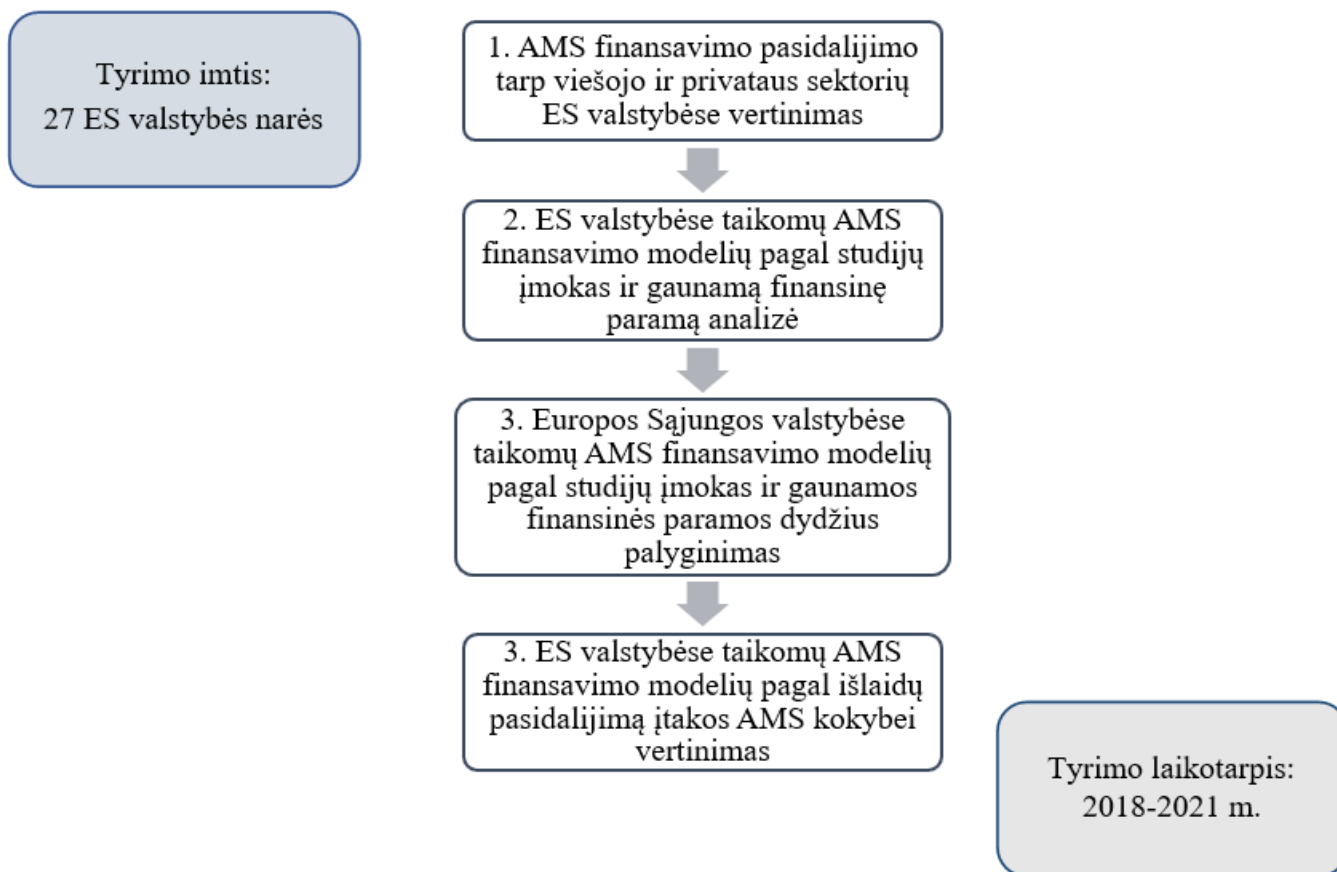 Tyrimo imtis:
27 ES valstybės narės
1. AMS finansavimo pasidalijimo
tarp viešojo ir privataus sektorių
ES valstybėse vertinimas
2. ES valstybėse taikomų AMS
finansavimo modelių pagal studijų
įmokas ir gaunamą finansinę
paramą analizė
3. Europos Sąjungos valstybėse
taikomų AMS finansavimo modelių
pagal studijų įmokas ir gaunamos
finansinės paramos dydžius
palyginimas
3. ES valstybėse taikomų AMS
finansavimo modelių pagal išlaidų
pasidalijimą įtakos AMS kokybei
vertinimas
Tyrimo laikotarpis:
2018-2021 m.